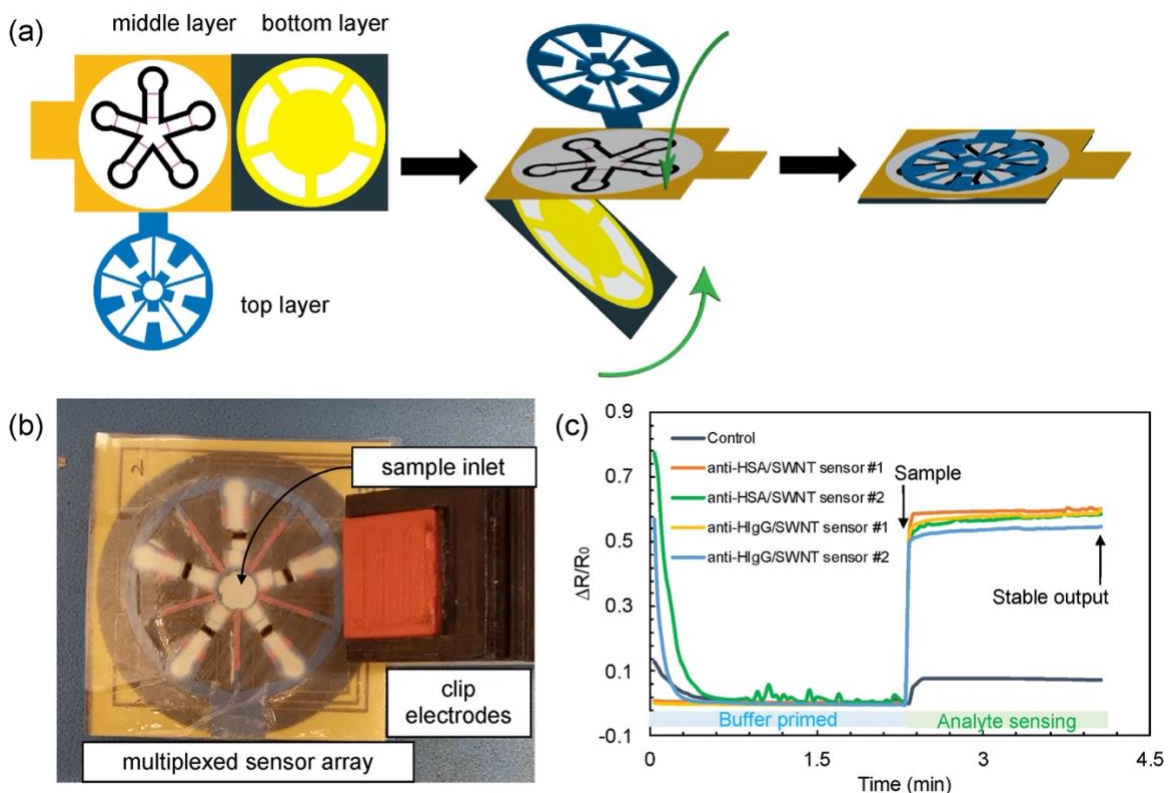 (a)
middle layer
bottom layer
top layer
(b)
sample inlet
clip
electrodes
multiplexed sensor array
2
(c)
0.9
0.7
0.5
0.3
0.1
-0.1
ΔR/R₀
Control
anti-HSA/SWNT sensor #1
anti-HSA/SWNT sensor #2
anti-HIgG/SWNT sensor #1
anti-HIgG/SWNT sensor #2
Sample
Stable output
Buffer primed
Analyte sensing
0
1.5
3
4.5
Time (min)